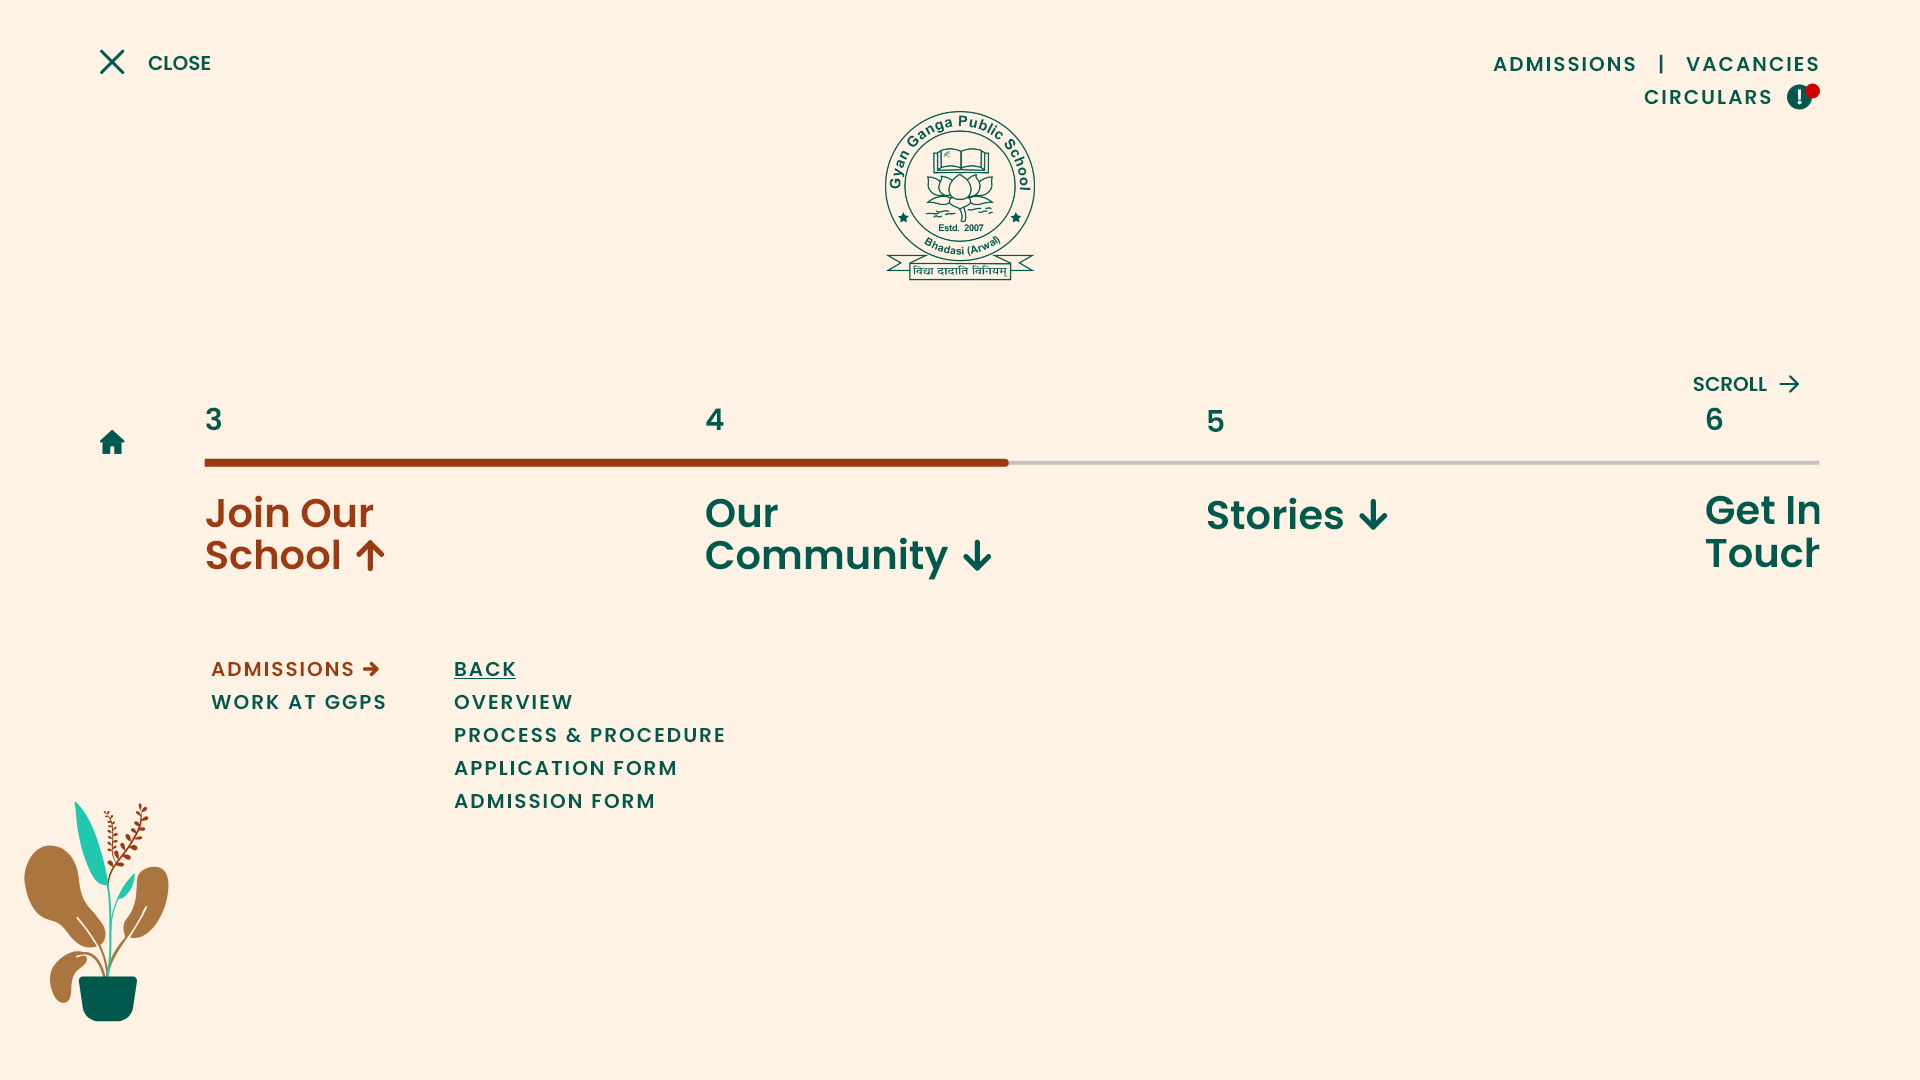 CLOSE
ADMISSIONS | VACANCIES
CIRCULARS
Gyan Ganga Public School
Estd. 2007
Bhadasi (Arwal)
विद्या दादाति विनियम्
SCROLL
3
4
5
6
Join Our
School
Our
Community
Stories
Get In
Touch
ADMISSIONS
WORK AT GGPS
BACK
OVERVIEW
PROCESS & PROCEDURE
APPLICATION FORM
ADMISSION FORM